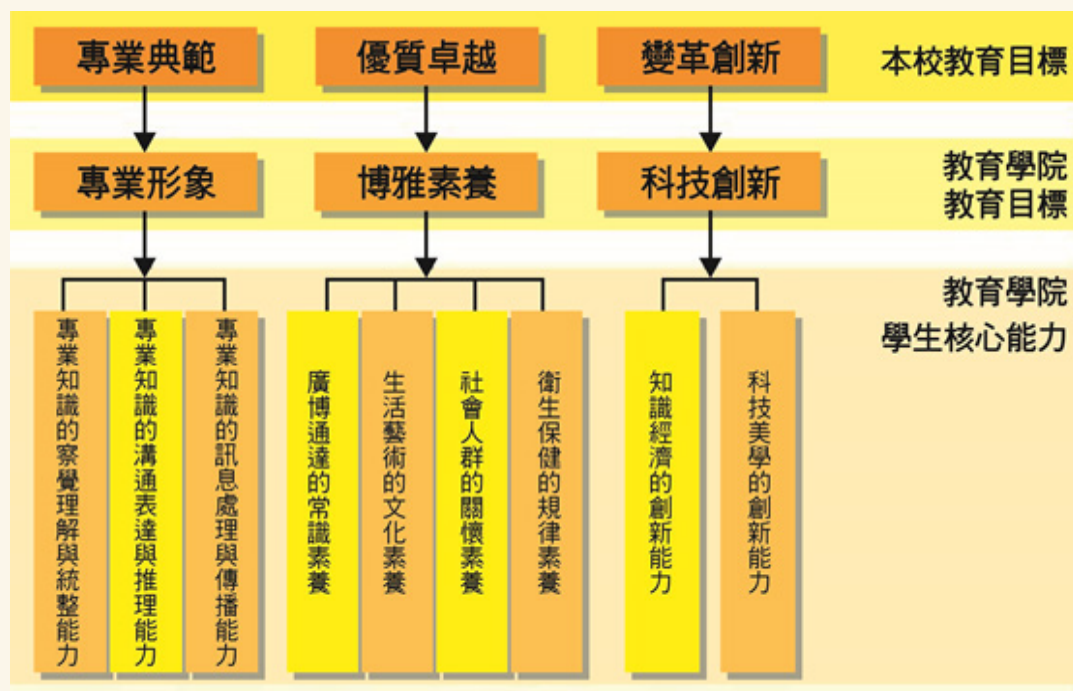 專業典範
優質卓越
變革創新
本校教育目標
專業形象
博雅素養
科技創新
教育學院
教育目標
教育學院
學生核心能力
專業知識的察覺理解與統整能力
專業知識的溝通表達與推理能力
專業知識的訊息處理與傳播能力
廣博通達的常識素養
生活藝術的文化素養
社會人群的關懷素養
衛生保健的規律素養
知識經濟的創新能力
科技美學的創新能力